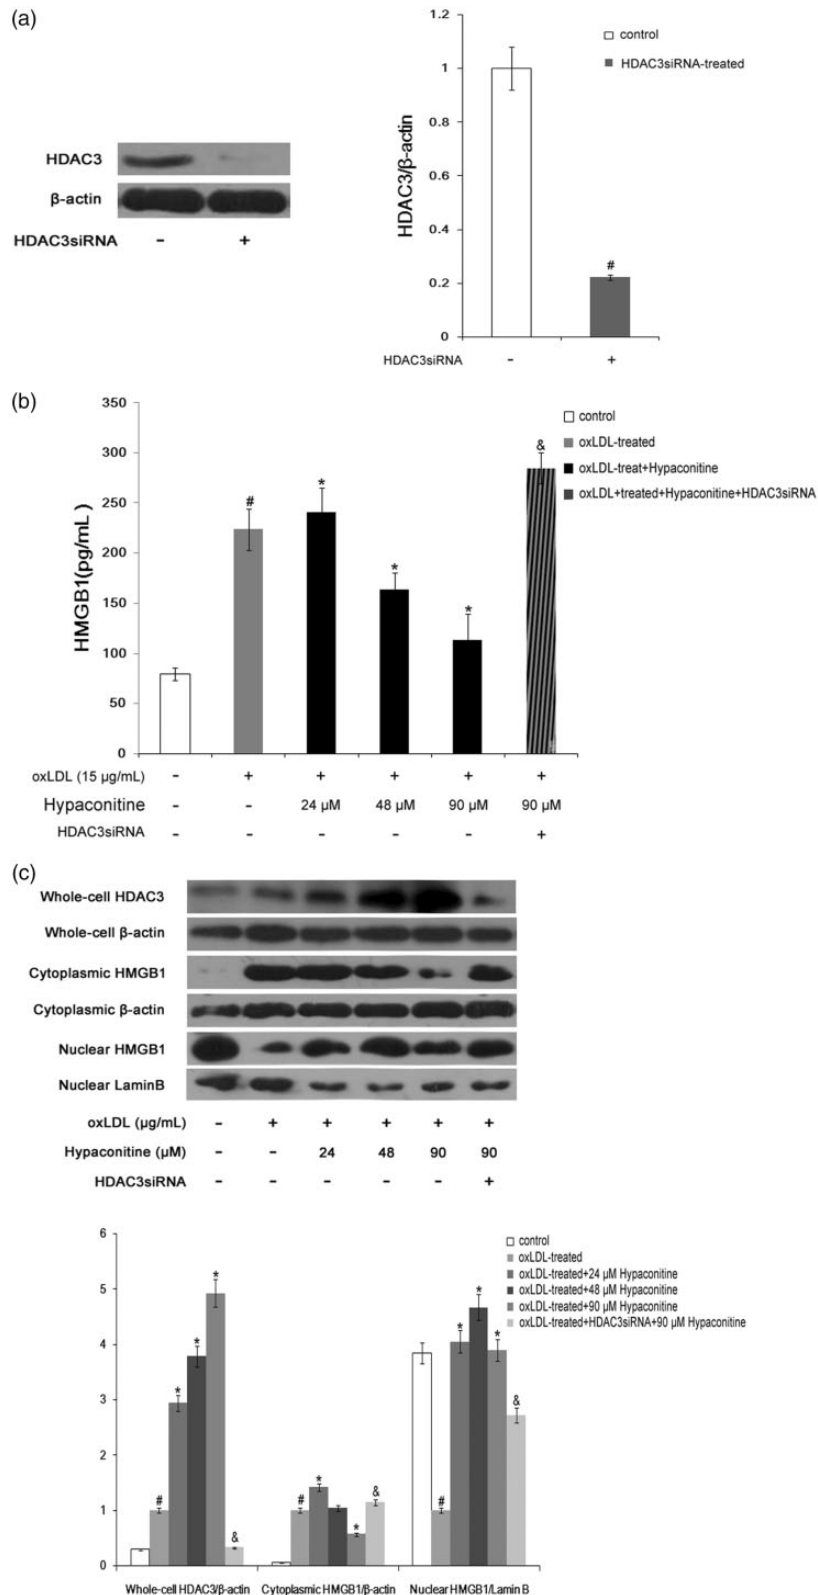 (a)
1.2
1
0.8
0.6
0.4
0.2
0
HDAC3/β-actin
control
HDAC3siRNA-treated
#
HDAC3
β-actin
HDAC3siRNA - +
HDAC3siRNA - +
(b)
350
300
250
200
150
100
50
0
HMGB1(pg/mL )
control
oxLDL-treated
oxLDL-treat+Hypaconitine
oxLDL+treated+Hypaconitine+HDAC3siRNA
# * * * &
oxLDL (15 µg/mL) - + + + + +
Hypaconitine - - 24 µM 48 µM 90 µM 90 µM
HDAC3siRNA - - - - - +
(c)
Whole-cell HDAC3
Whole-cell β-actin
Cytoplasmic HMGB1
Cytoplasmic β-actin
Nuclear HMGB1
Nuclear LaminB
oxLDL (µg/mL) - + + + + +
Hypaconitine (µM) - - 24 48 90 90
HDAC3siRNA - - - - - +
6
5
4
3
2
1
0
control
oxLDL-treated
oxLDL-treated+24 µM Hypaconitine
oxLDL-treated+48 µM Hypaconitine
oxLDL-treated+90 µM Hypaconitine
oxLDL-treated+HDAC3siRNA+90 µM Hypaconitine
# * * * & # * * & # * * * &
Whole-cell HDAC3/β-actin Cytoplasmic HMGB1/β-actin Nuclear HMGB1/Lamin B